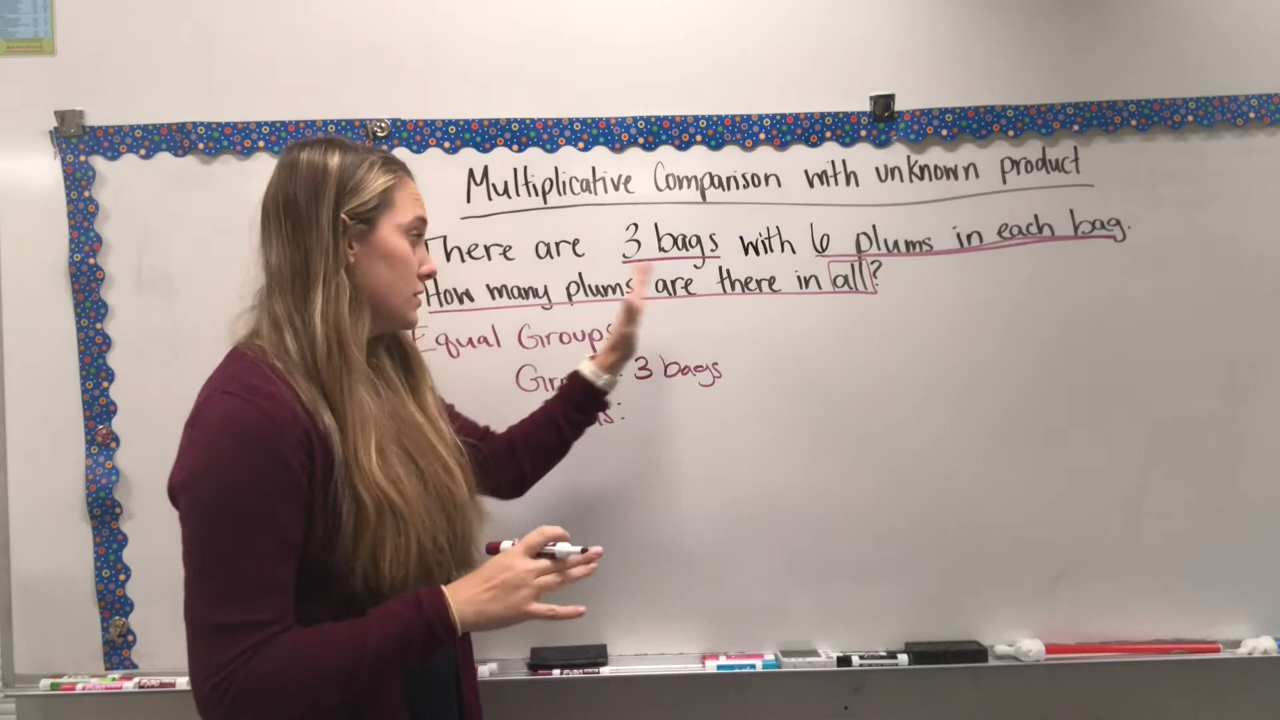 Multiplicative Comparison with unknown product
There are 3 bags with 6 plums in each bag.
How many plums are there in all?
Equal Groups
3 bags